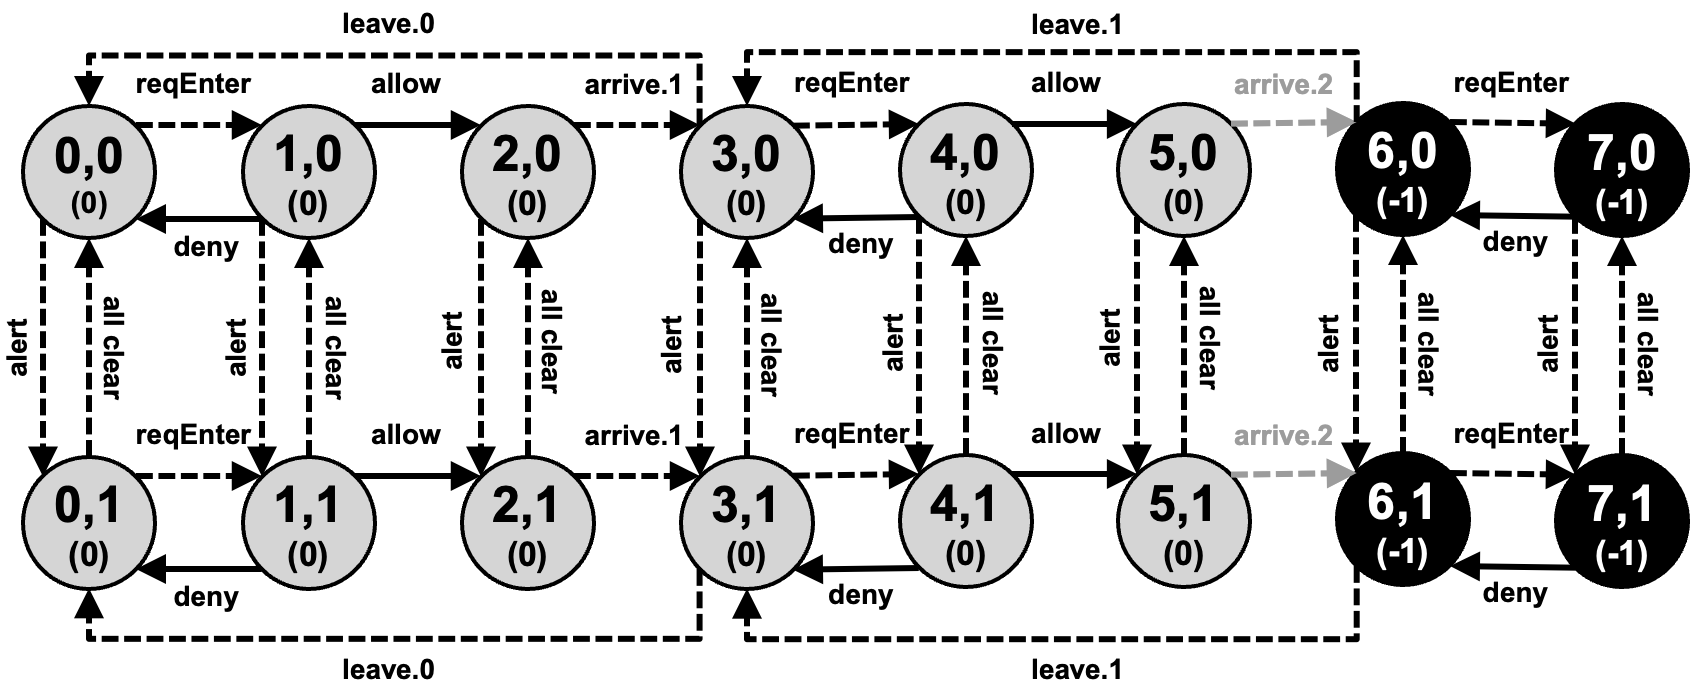 leave.0
leave.1
reqEnter
allow
arrive.1
reqEnter
allow
arrive.2
reqEnter
0,0
(0)
1,0
(0)
2,0
(0)
3,0
(0)
4,0
(0)
5,0
(0)
6,0
(-1)
7,0
(-1)
deny
deny
deny
alert
all clear
alert
all clear
alert
all clear
alert
all clear
alert
all clear
alert
all clear
alert
all clear
alert
all clear
reqEnter
allow
arrive.1
reqEnter
allow
arrive.2
reqEnter
0,1
(0)
1,1
(0)
2,1
(0)
3,1
(0)
4,1
(0)
5,1
(0)
6,1
(-1)
7,1
(-1)
deny
deny
deny
leave.0
leave.1